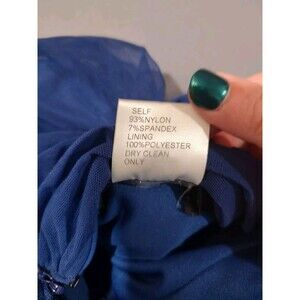 SELF
93%NYLON
7%SPANDEX
LINING
100%POLYESTER
DRY CLEAN
ONLY